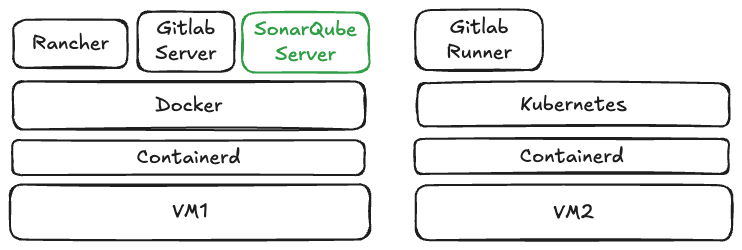 Rancher
Gitlab
Server
SonarQube
Server
Docker
Containerd
VM1
Gitlab
Runner
Kubernetes
Containerd
VM2